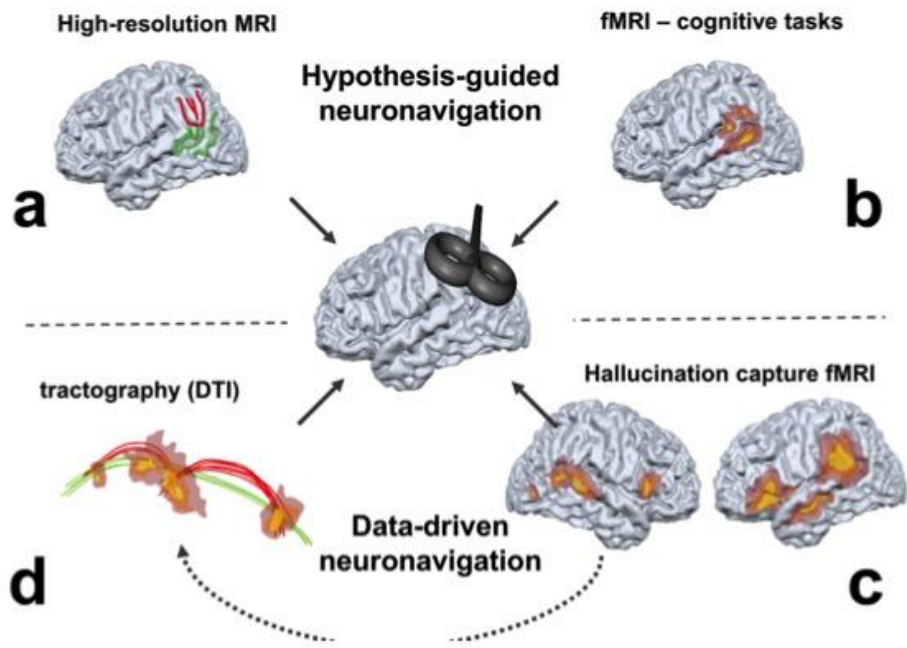 High-resolution MRI
fMRI – cognitive tasks
Hypothesis-guided
neuronavigation
a
b
tractography (DTI)
Hallucination capture fMRI
Data-driven
neuronavigation
d
c